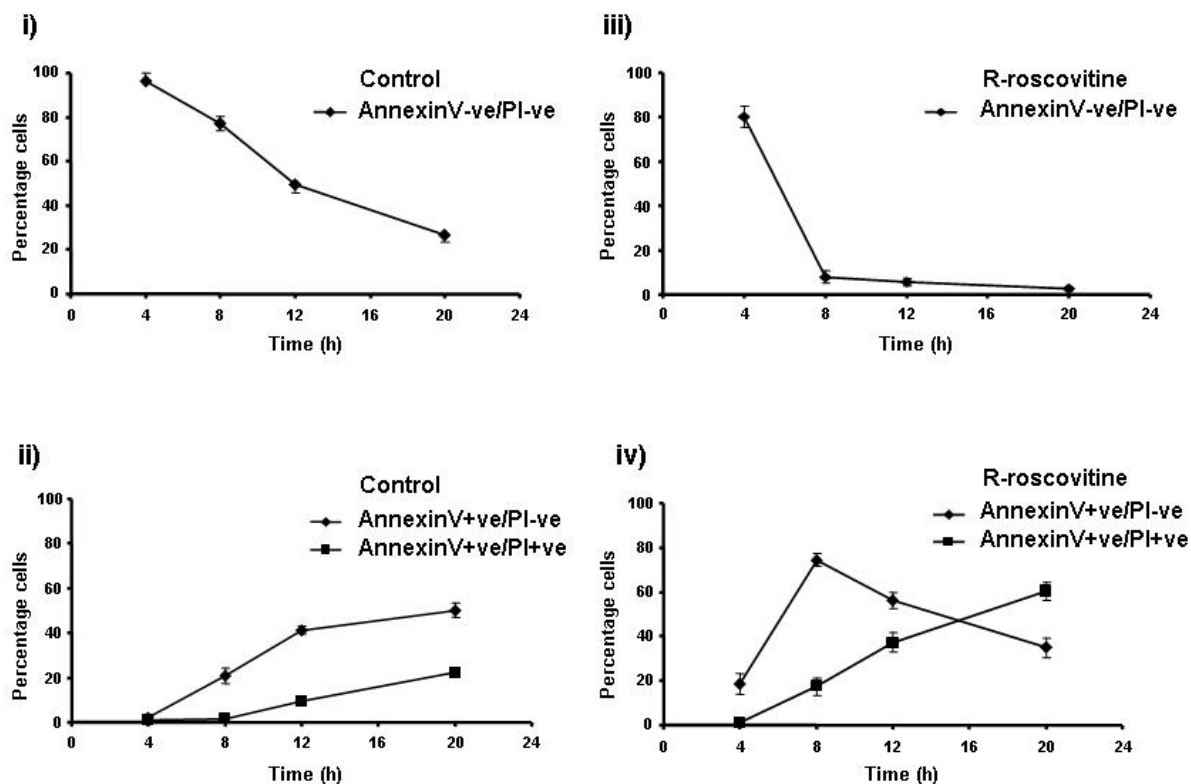 i)
Control
AnnexinV-ve/PI-ve
Percentage cells
100
80
60
40
20
0
0 4 8 12 16 20 24
Time (h)
iii)
R-roscovitine
AnnexinV-ve/PI-ve
Percentage cells
100
80
60
40
20
0
0 4 8 12 16 20 24
Time (h)
ii)
Control
AnnexinV+ve/PI-ve
AnnexinV+ve/PI+ve
Percentage cells
100
80
60
40
20
0
0 4 8 12 16 20 24
Time (h)
iv)
R-roscovitine
AnnexinV+ve/PI-ve
AnnexinV+ve/PI+ve
Percentage cells
100
80
60
40
20
0
0 4 8 12 16 20 24
Time (h)